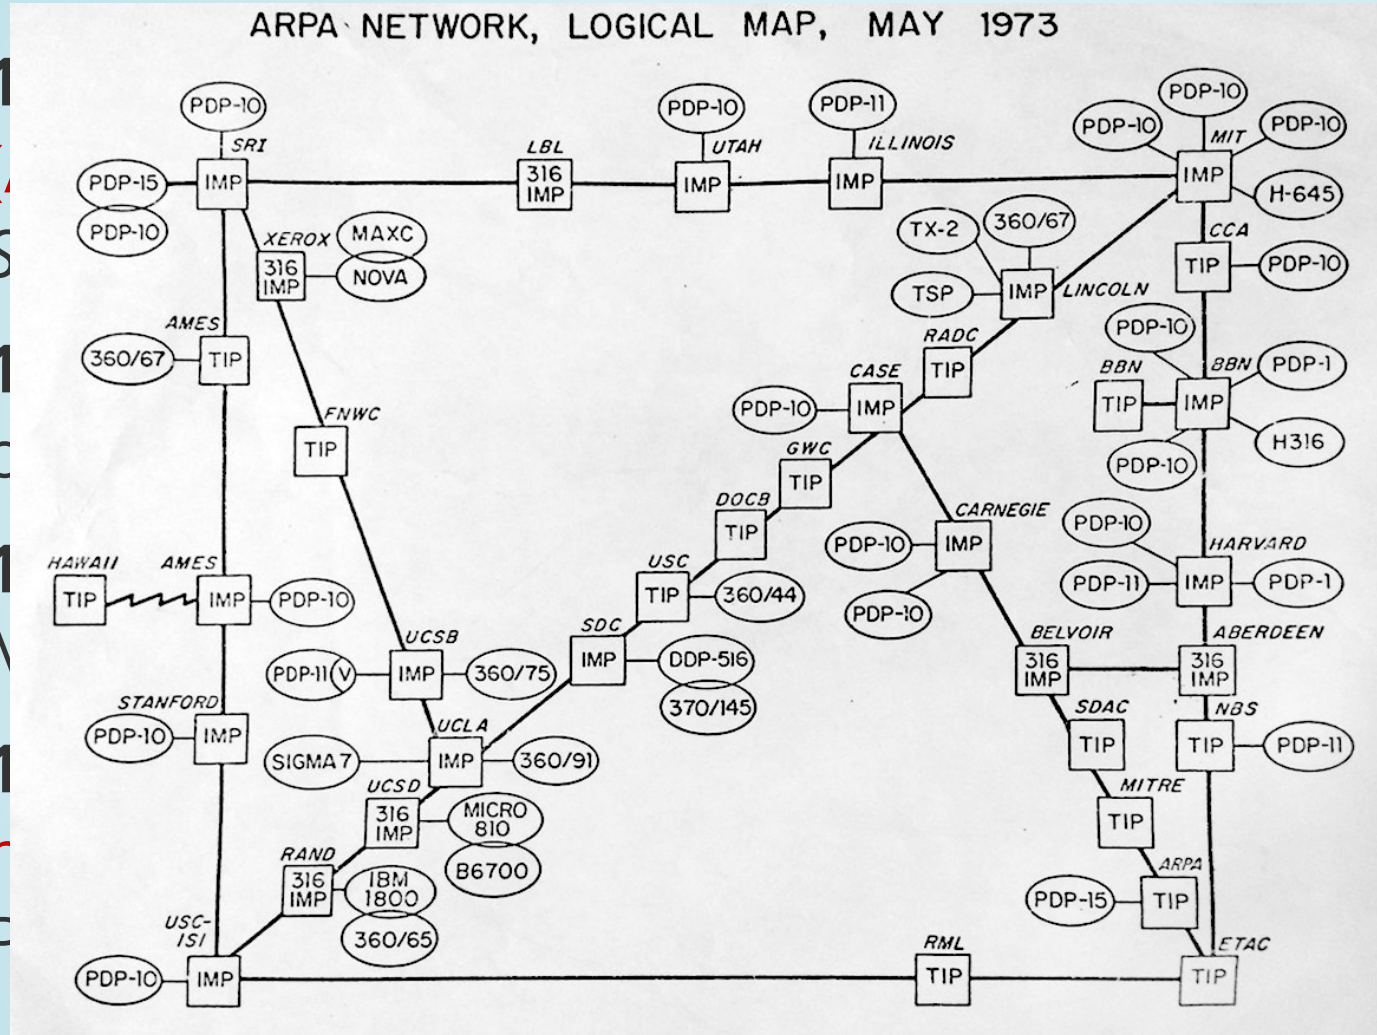 ARPA NETWORK, LOGICAL MAP, MAY 1973
PDP-10
SRI
IMP
PDP-15
PDP-10
LBL
316
IMP
PDP-10
UTAH
IMP
PDP-11
ILLINOIS
IMP
PDP-10
PDP-10
PDP-10
MIT
IMP
H-645
XEROX
316
IMP
MAXC
NOVA
TX-2
360/67
TSP
IMP
LINCOLN
CCA
TIP
PDP-10
AMES
360/67
TIP
RADC
TIP
PDP-10
BBN
TIP
BBN
IMP
PDP-1
H316
PDP-10
FNWC
TIP
CASE
PDP-10
IMP
GWC
TIP
DOCB
TIP
CARNEGIE
PDP-10
IMP
PDP-10
PDP-10
HARVARD
PDP-11
IMP
PDP-1
HAWAII
TIP
AMES
IMP
PDP-10
USC
TIP
360/44
SDC
IMP
DDP-516
370/145
UCSB
PDP-11 V
IMP
360/75
BELVOIR
316
IMP
ABERDEEN
316
IMP
STANFORD
PDP-10
IMP
UCLA
SIGMA 7
IMP
360/91
SDAC
TIP
NBS
TIP
PDP-11
UCSD
316
IMP
MICRO
810
B6700
MITRE
TIP
RAND
316
IMP
IBM
1800
360/65
ARPA
PDP-15
TIP
USC-
ISI
PDP-10
IMP
RML
TIP
ETAC
TIP